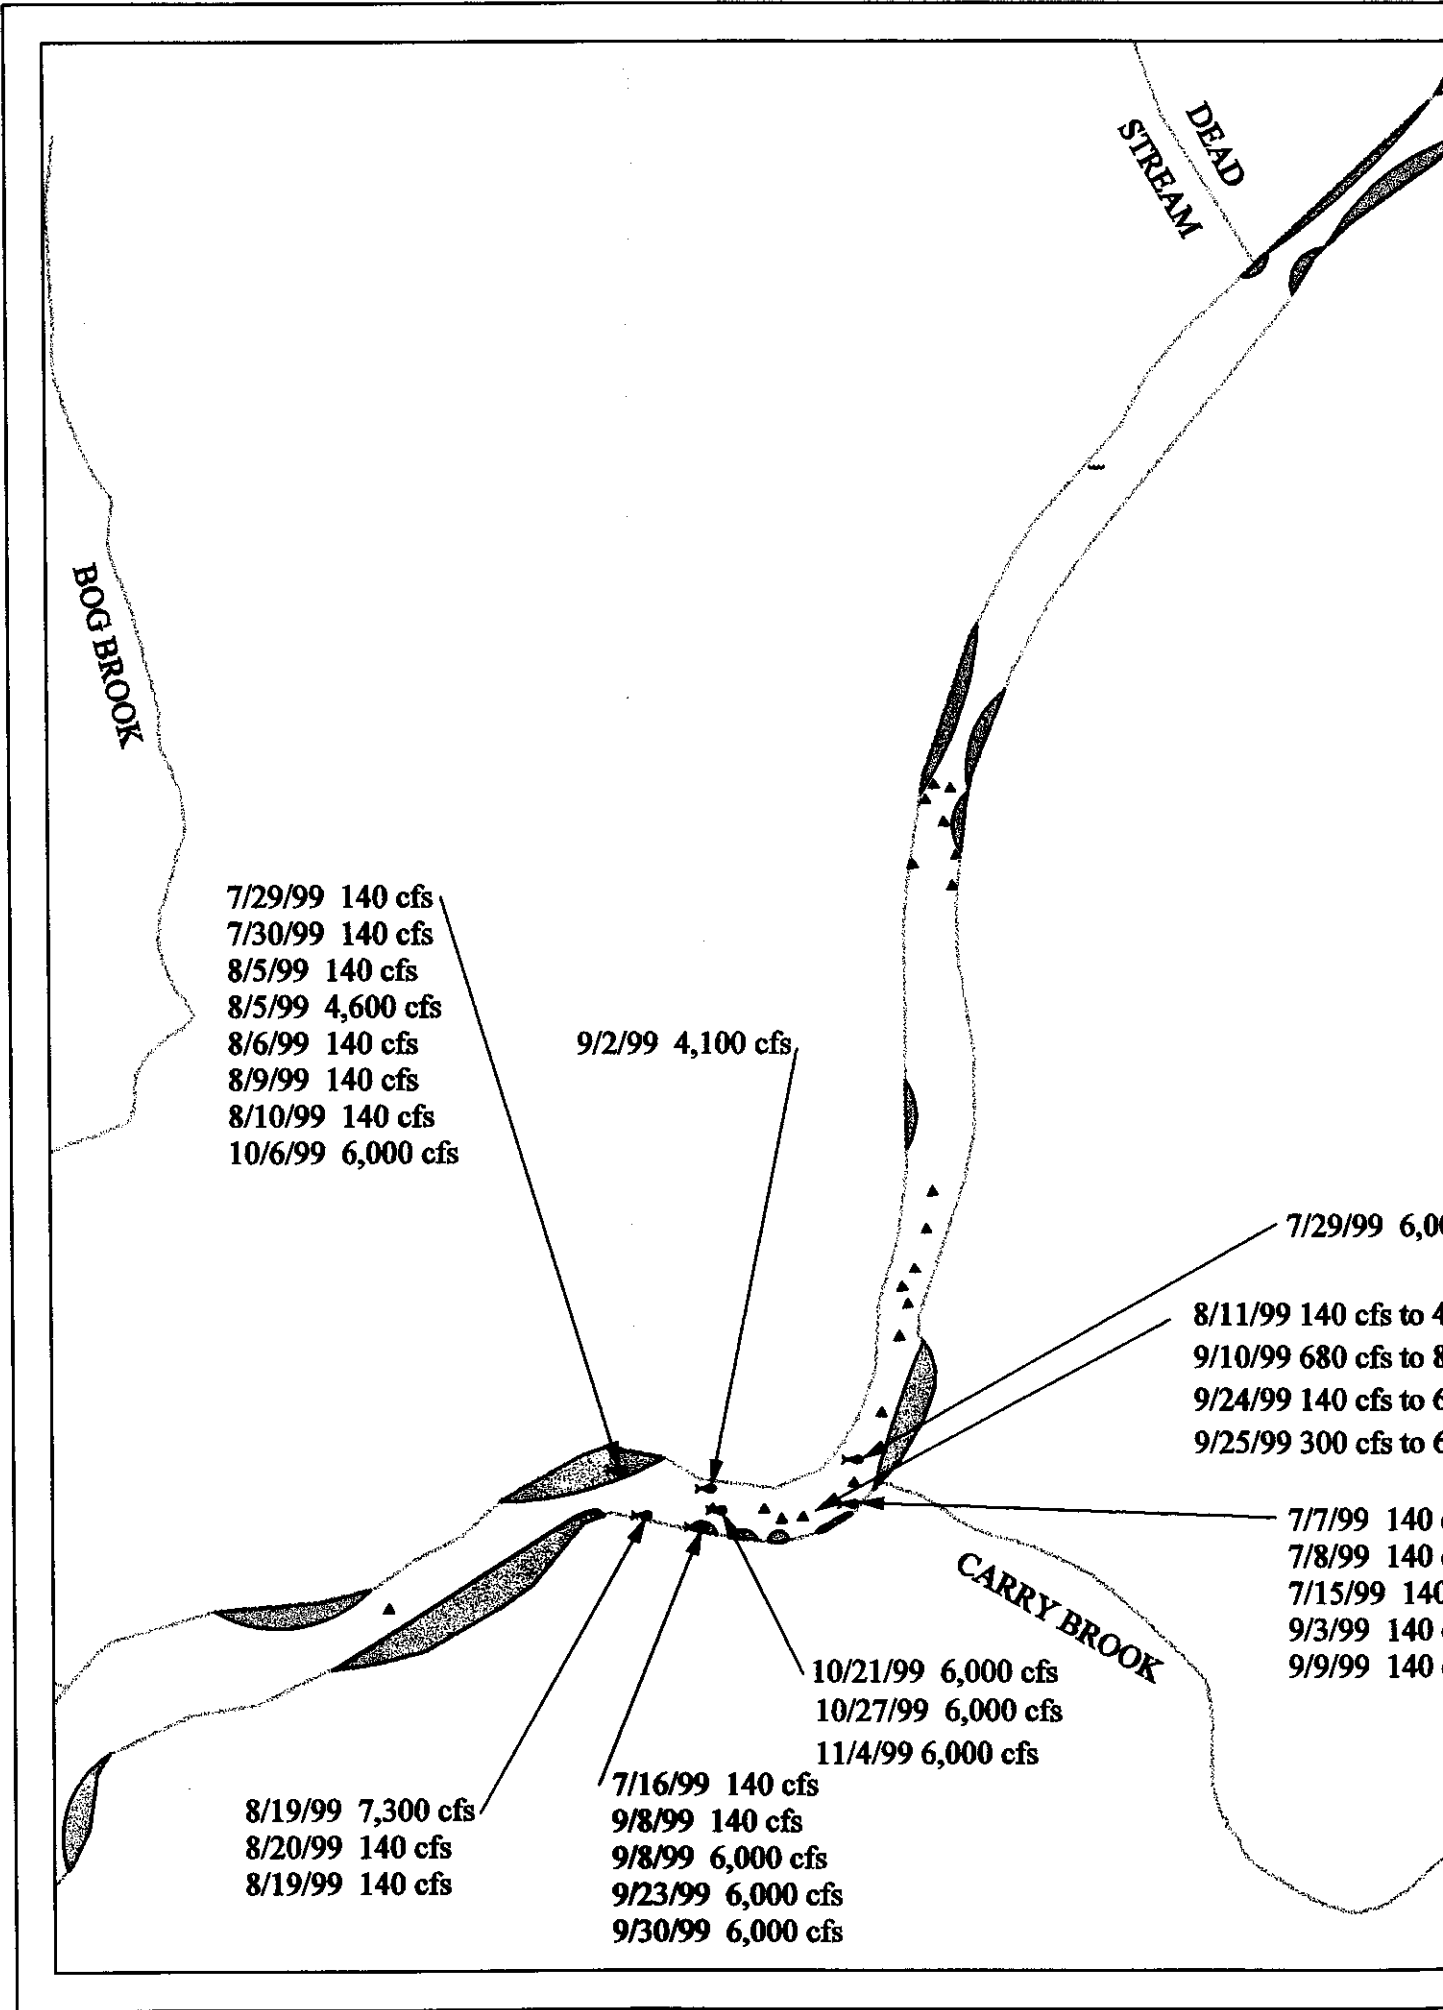 DEAD
STREAM
BOG BROOK
7/29/99 140 cfs
7/30/99 140 cfs
8/5/99 140 cfs
8/5/99 4,600 cfs
8/6/99 140 cfs
8/9/99 140 cfs
8/10/99 140 cfs
10/6/99 6,000 cfs
9/2/99 4,100 cfs
7/29/99 6,00
8/11/99 140 cfs to 4
9/10/99 680 cfs to 8
9/24/99 140 cfs to 6
9/25/99 300 cfs to 6
7/7/99 140
7/8/99 140
7/15/99 140
9/3/99 140
9/9/99 140
CARRY BROOK
10/21/99 6,000 cfs
10/27/99 6,000 cfs
11/4/99 6,000 cfs
7/16/99 140 cfs
9/8/99 140 cfs
9/8/99 6,000 cfs
9/23/99 6,000 cfs
9/30/99 6,000 cfs
8/19/99 7,300 cfs
8/20/99 140 cfs
8/19/99 140 cfs